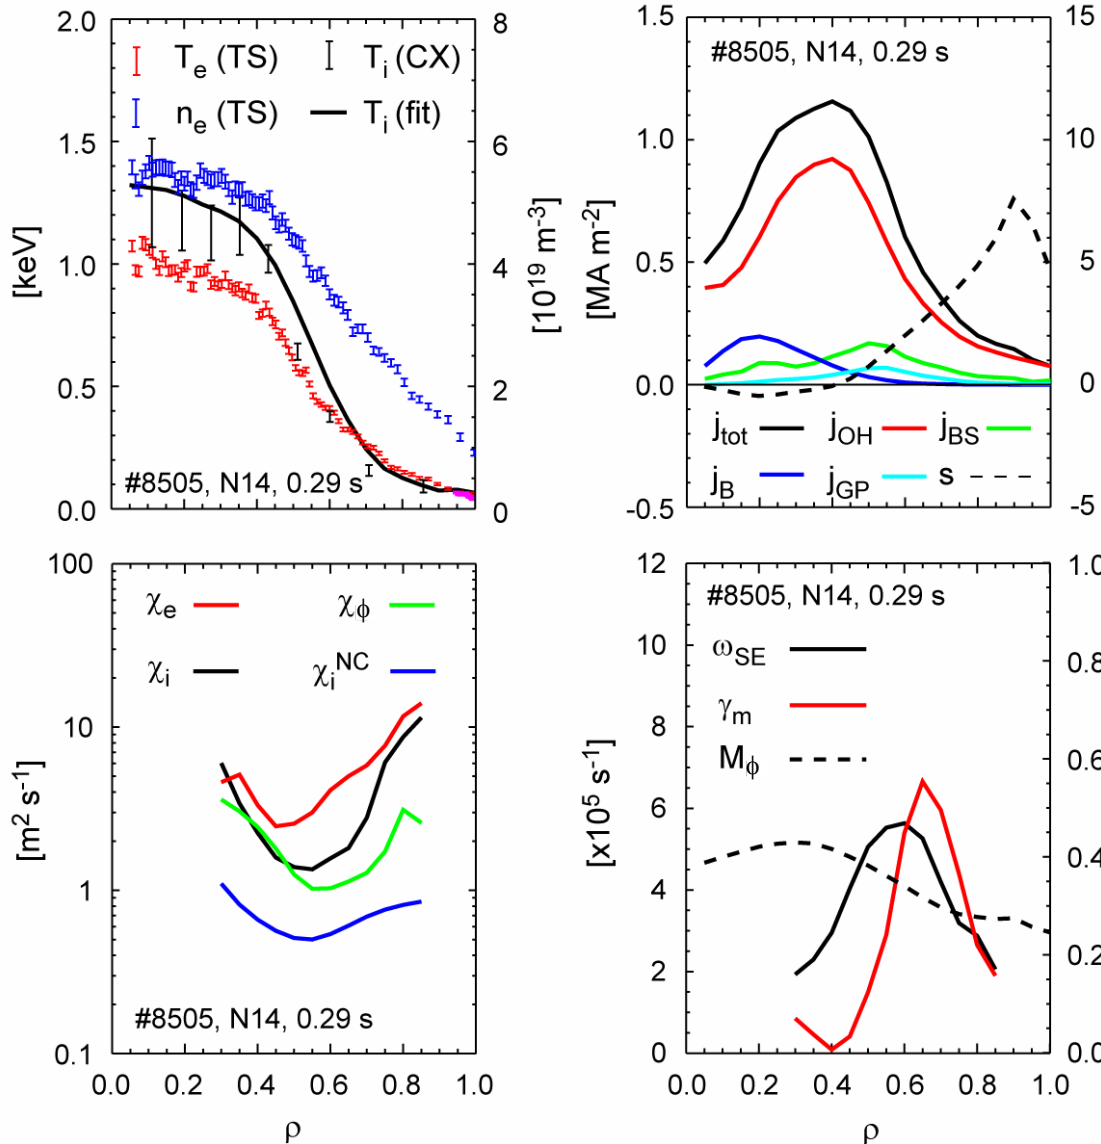 2.0
1.5
1.0
0.5
0.0
[keV]
T_e (TS)
T_i (CX)
n_e (TS)
T_i (fit)
#8505, N14, 0.29 s
8
6
4
2
0
[10^19 m^-3]
1.5
1.0
0.5
0.0
-0.5
[MA m^-2]
#8505, N14, 0.29 s
j_tot
j_OH
j_BS
j_B
j_GP
s
15
10
5
0
-5
100
10
1
0.1
[m^2 s^-1]
χ_e
χ_ϕ
χ_i
χ_i^NC
#8505, N14, 0.29 s
0.0 0.2 0.4 0.6 0.8 1.0
ρ
12
10
8
6
4
2
0
[x10^5 s^-1]
#8505, N14, 0.29 s
ω_SE
γ_m
M_ϕ
1.0
0.8
0.6
0.4
0.2
0.0
0.0 0.2 0.4 0.6 0.8 1.0
ρ